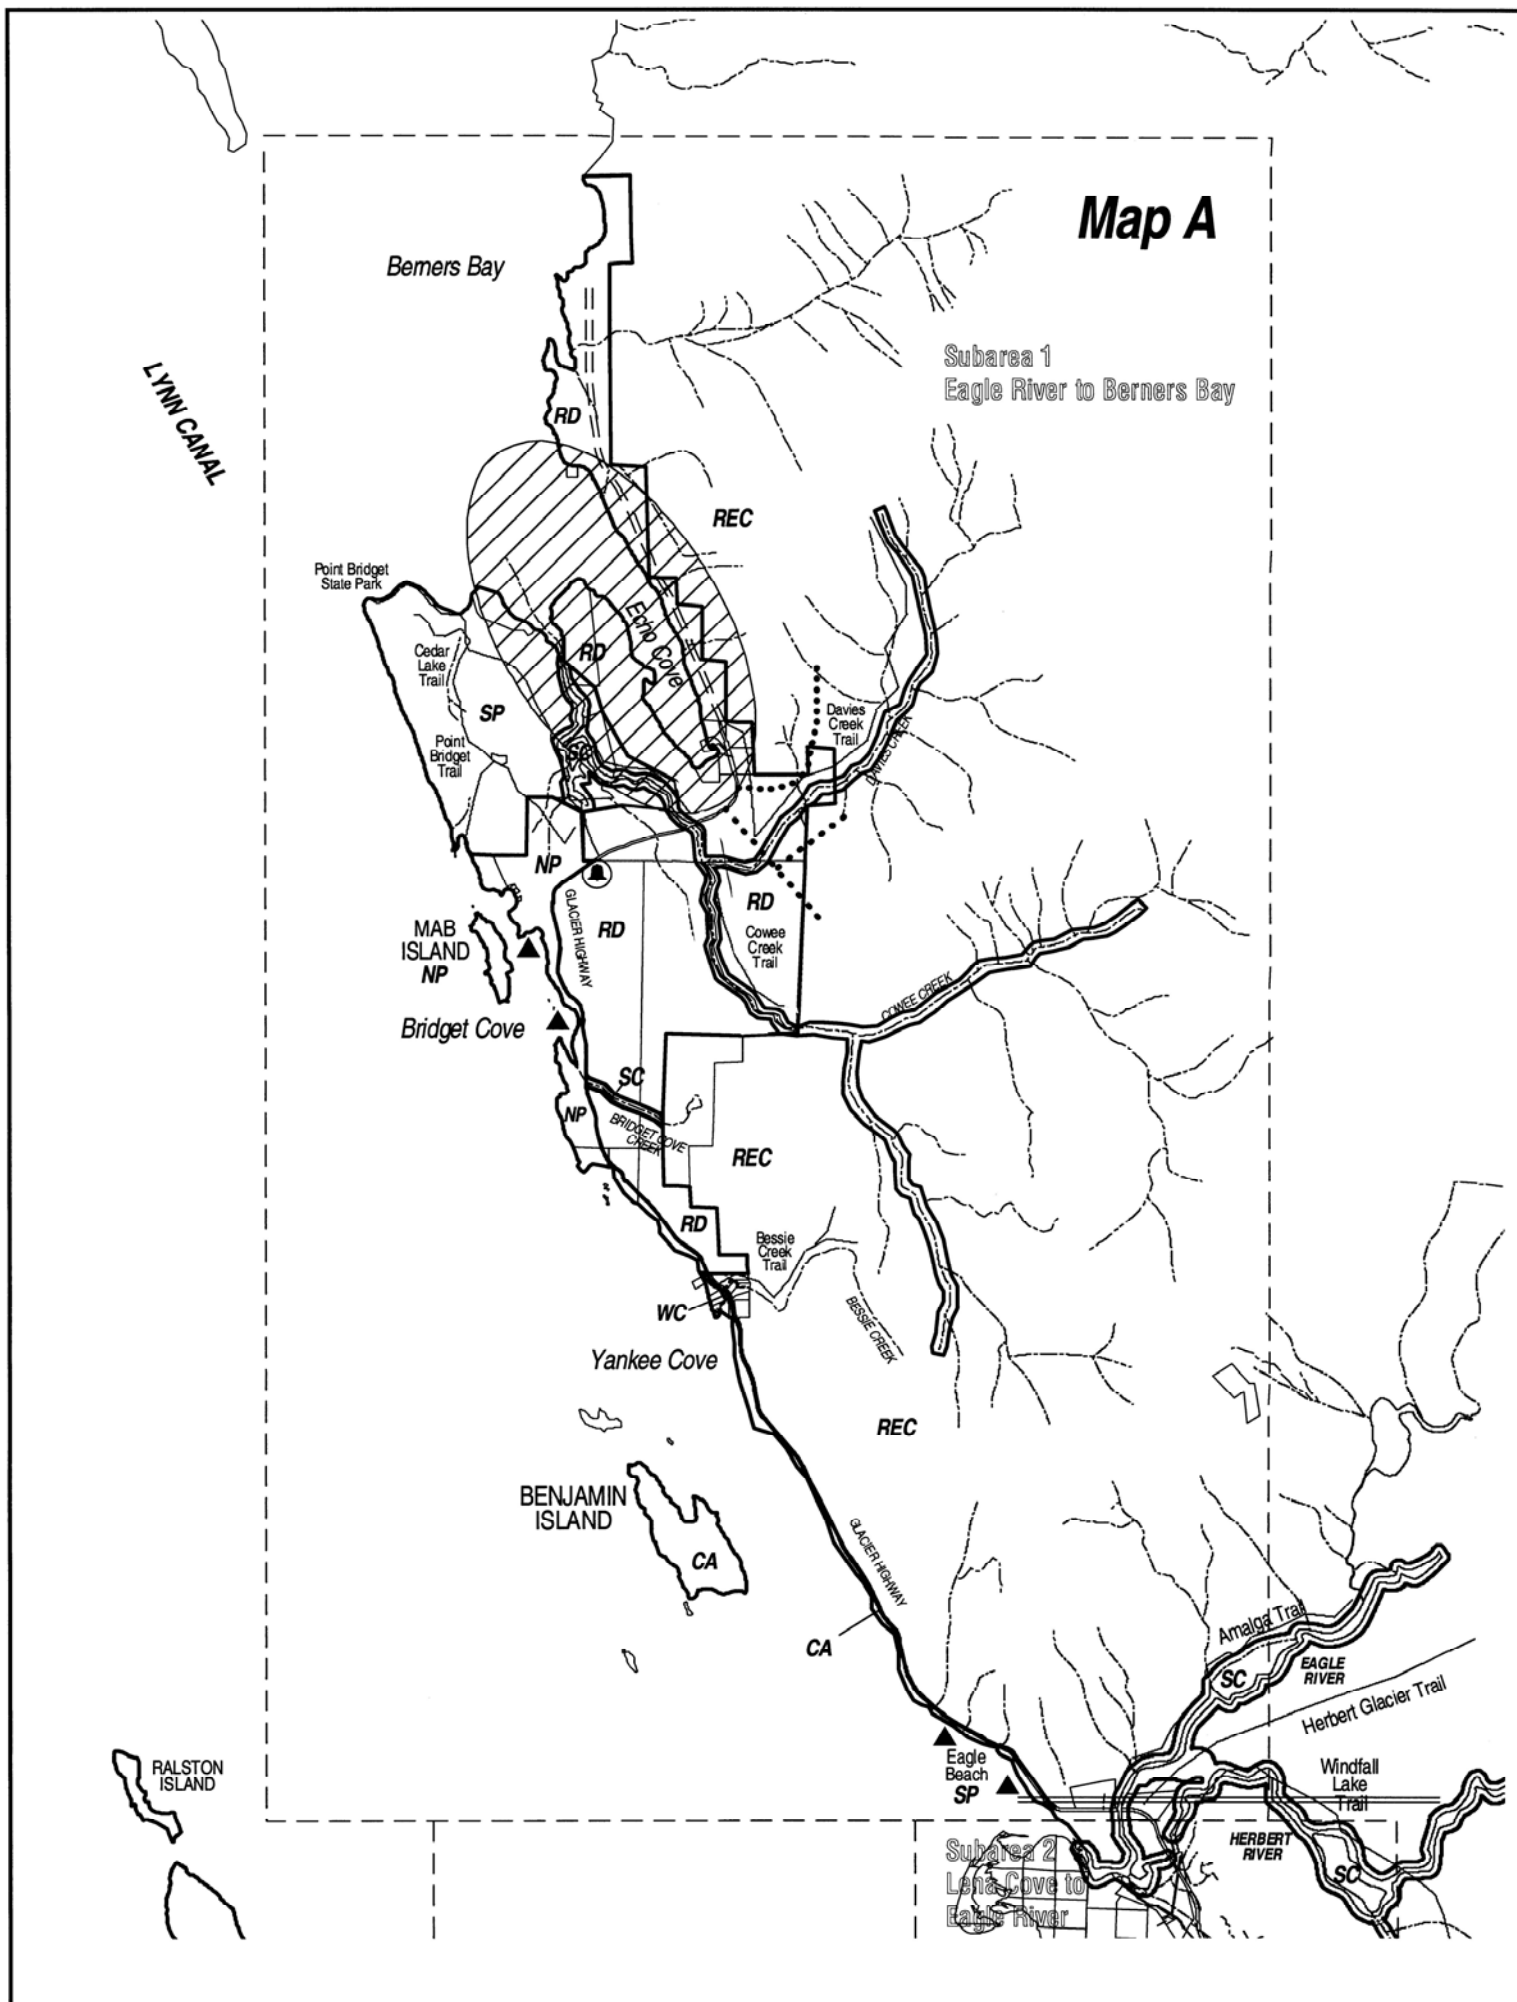 Map A
Berners Bay
Subarea 1
Eagle River to Berners Bay
LYNN CANAL
RD
REC
Point Bridget
State Park
Echo Cove
RD
Cedar
Lake
Trail
SP
Point
Bridget
Trail
SC
Davies
Creek
Trail
DAVIES CREEK
NP
GLACIER HIGHWAY
RD
RD
Cowee
Creek
Trail
MAB
ISLAND
NP
COWEE CREEK
Bridget Cove
SC
NP
BRIDGET COVE
CREEK
REC
RD
Bessie
Creek
Trail
WC
BESSIE CREEK
Yankee Cove
REC
BENJAMIN
ISLAND
CA
GLACIER HIGHWAY
CA
Amalga Trail
SC
EAGLE
RIVER
Herbert Glacier Trail
Eagle
Beach
SP
RALSTON
ISLAND
Windfall
Lake
Trail
HERBERT
RIVER
SC
Subarea 2
Lena Cove to
Eagle River